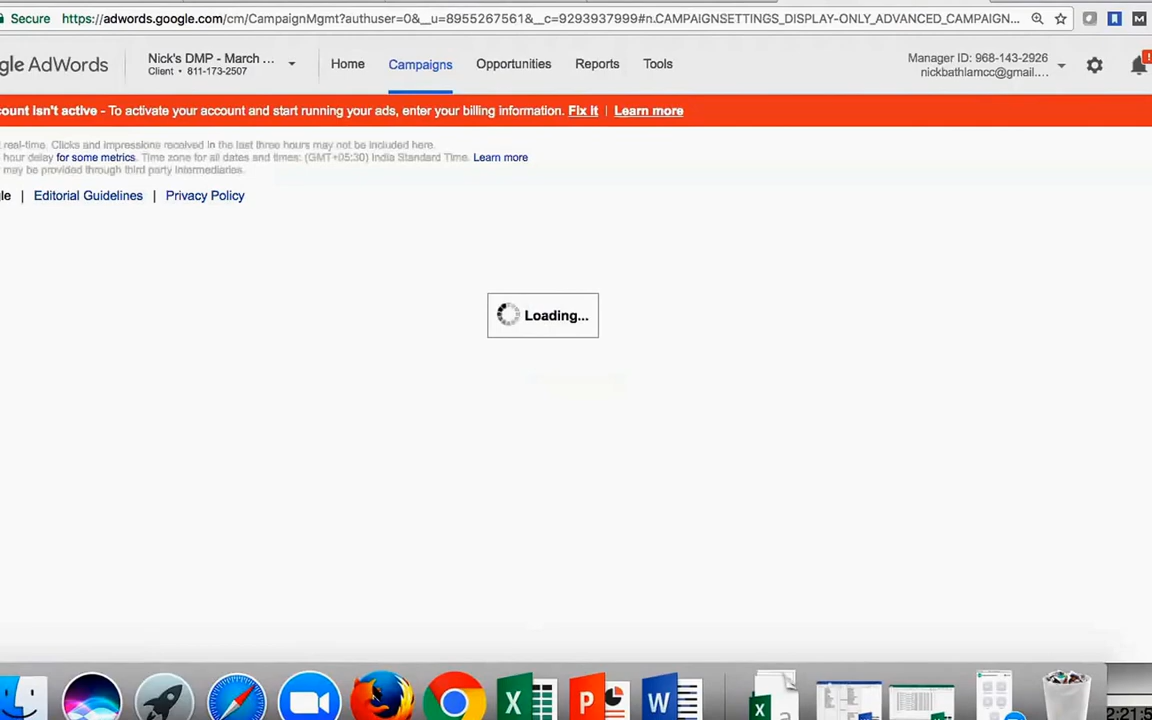 Secure https://adwords.google.com/cm/CampaignMgmt?authuser=0&__u=8955267561&__c=9293937999#n.CAMPAIGNSETTINGS_DISPLAY-ONLY_ADVANCED_CAMPAIGN...
gle AdWords
Nick's DMP - March ...
Client • 811-173-2507
Home
Campaigns
Opportunities
Reports
Tools
Manager ID: 968-143-2926
nickbathlamcc@gmail....
count isn't active - To activate your account and start running your ads, enter your billing information. Fix it | Learn more
real-time. Clicks and impressions received in the last three hours may not be included here.
hour delay for some metrics. Time zone for all dates and times: (GMT+05:30) India Standard Time. Learn more
may be provided through third party intermediaries.
gle | Editorial Guidelines | Privacy Policy
Loading...